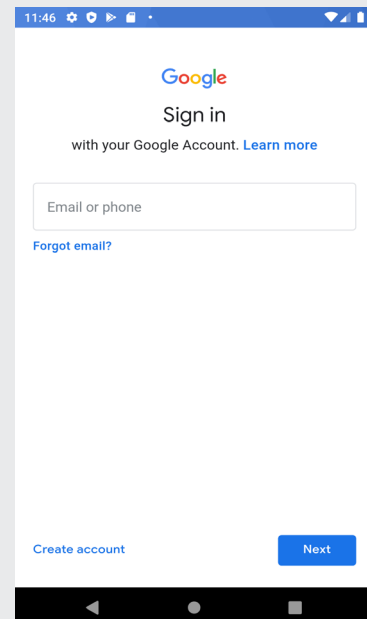 11:46
Google
Sign in
with your Google Account. Learn more
Email or phone
Forgot email?
Create account
Next